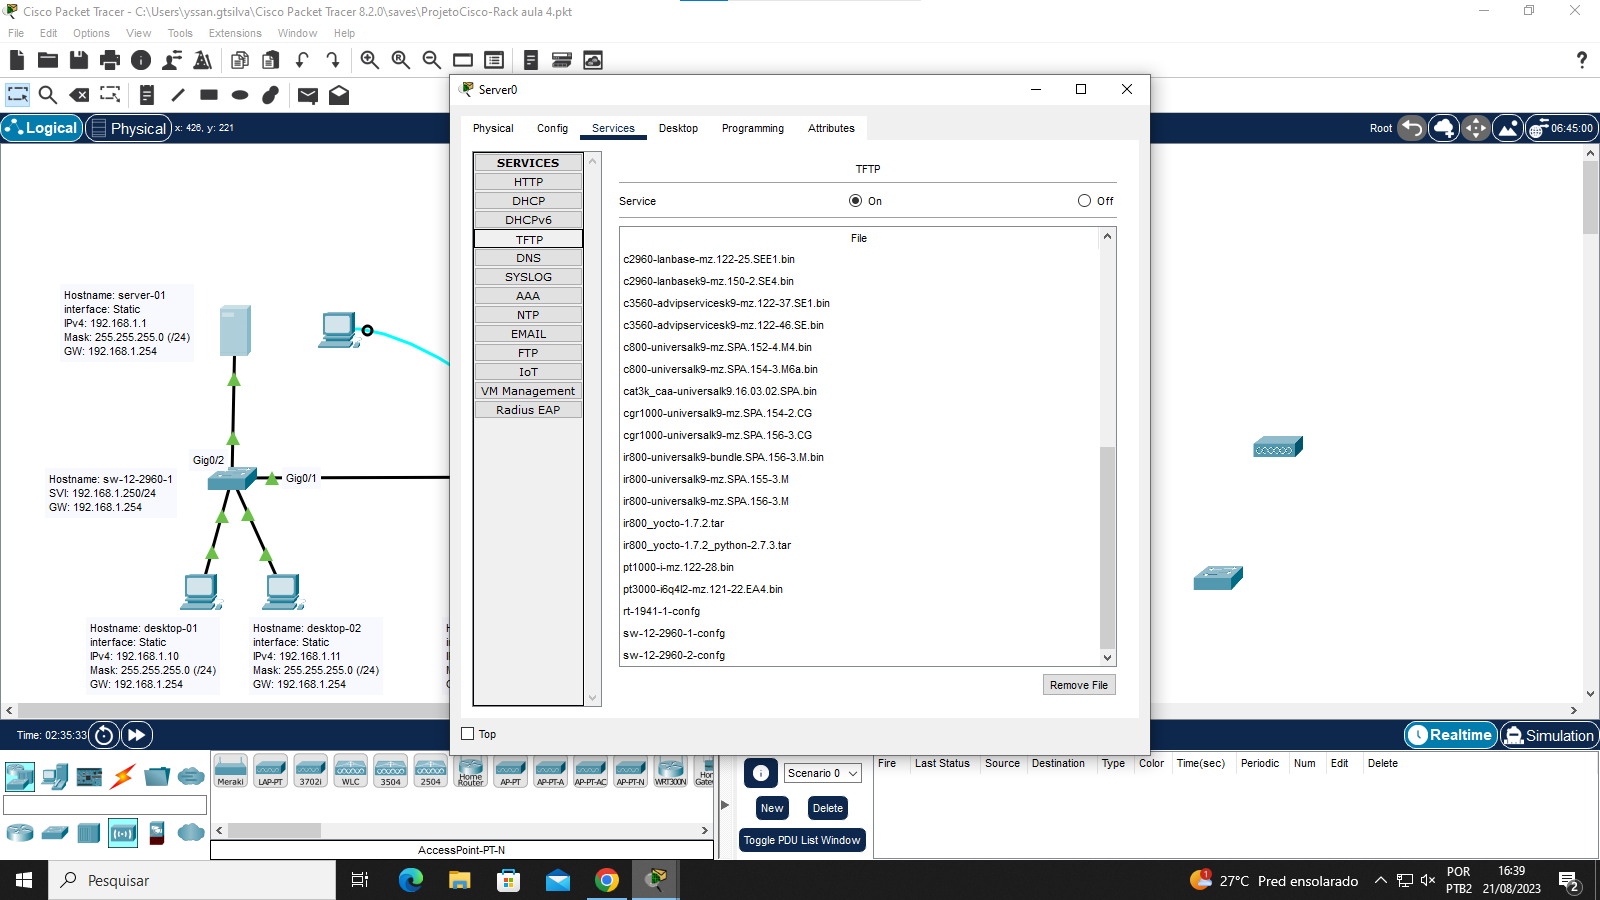 Cisco Packet Tracer - C:\Users\yssan.gtsilva\Cisco Packet Tracer 8.2.0\saves\ProjetoCisco-Rack aula 4.pkt
File Edit Options View Tools Extensions Window Help
Logical Physical x: 426, y: 221
Root 06:45:00
Server0
Physical Config Services Desktop Programming Attributes
SERVICES
HTTP
DHCP
DHCPv6
TFTP
DNS
SYSLOG
AAA
NTP
EMAIL
FTP
IoT
VM Management
Radius EAP
TFTP
Service On Off
File
c2960-lanbase-mz.122-25.SEE1.bin
c2960-lanbasek9-mz.150-2.SE4.bin
c3560-advipservicesk9-mz.122-37.SE1.bin
c3560-advipservicesk9-mz.122-46.SE.bin
c800-universalk9-mz.SPA.152-4.M4.bin
c800-universalk9-mz.SPA.154-3.M6a.bin
cat3k_caa-universalk9.16.03.02.SPA.bin
cgr1000-universalk9-mz.SPA.154-2.CG
cgr1000-universalk9-mz.SPA.156-3.CG
ir800-universalk9-bundle.SPA.156-3.M.bin
ir800-universalk9-mz.SPA.155-3.M
ir800-universalk9-mz.SPA.156-3.M
ir800_yocto-1.7.2.tar
ir800_yocto-1.7.2_python-2.7.3.tar
pt1000-i-mz.122-28.bin
pt3000-i6q4l2-mz.121-22.EA4.bin
rt-1941-1-confg
sw-12-2960-1-confg
sw-12-2960-2-confg
Remove File
Top
Hostname: server-01
interface: Static
IPv4: 192.168.1.1
Mask: 255.255.255.0 (/24)
GW: 192.168.1.254
Gig0/2
Gig0/1
Hostname: sw-12-2960-1
SVI: 192.168.1.250/24
GW: 192.168.1.254
Hostname: desktop-01
interface: Static
IPv4: 192.168.1.10
Mask: 255.255.255.0 (/24)
GW: 192.168.1.254
Hostname: desktop-02
interface: Static
IPv4: 192.168.1.11
Mask: 255.255.255.0 (/24)
GW: 192.168.1.254
Time: 02:35:33
Realtime Simulation
Meraki LAP-PT 3702i WLC 3504 2504 Home Router AP-PT AP-PT-A AP-PT-AC AP-PT-N WRT300N
AccessPoint-PT-N
Scenario 0
New Delete
Toggle PDU List Window
Fire Last Status Source Destination Type Color Time(sec) Periodic Num Edit Delete
Pesquisar
1
27°C Pred ensolarado
POR
PTB2
16:39
21/08/2023
2